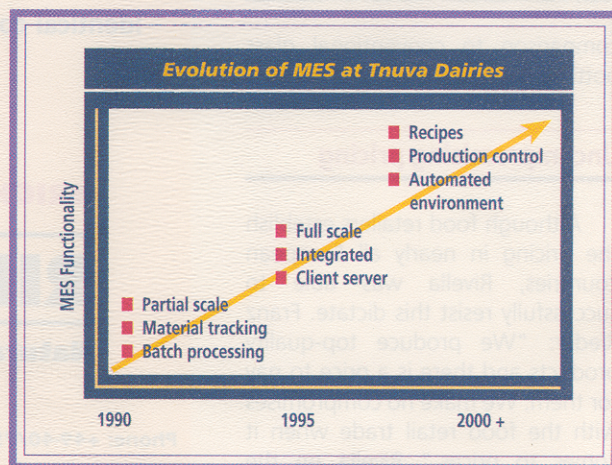 Evolution of MES at Tnuva Dairies
Recipes
Production control
Automated
environment
Full scale
Integrated
Client server
Partial scale
Material tracking
Batch processing
MES Functionality
1990
1995
2000 +